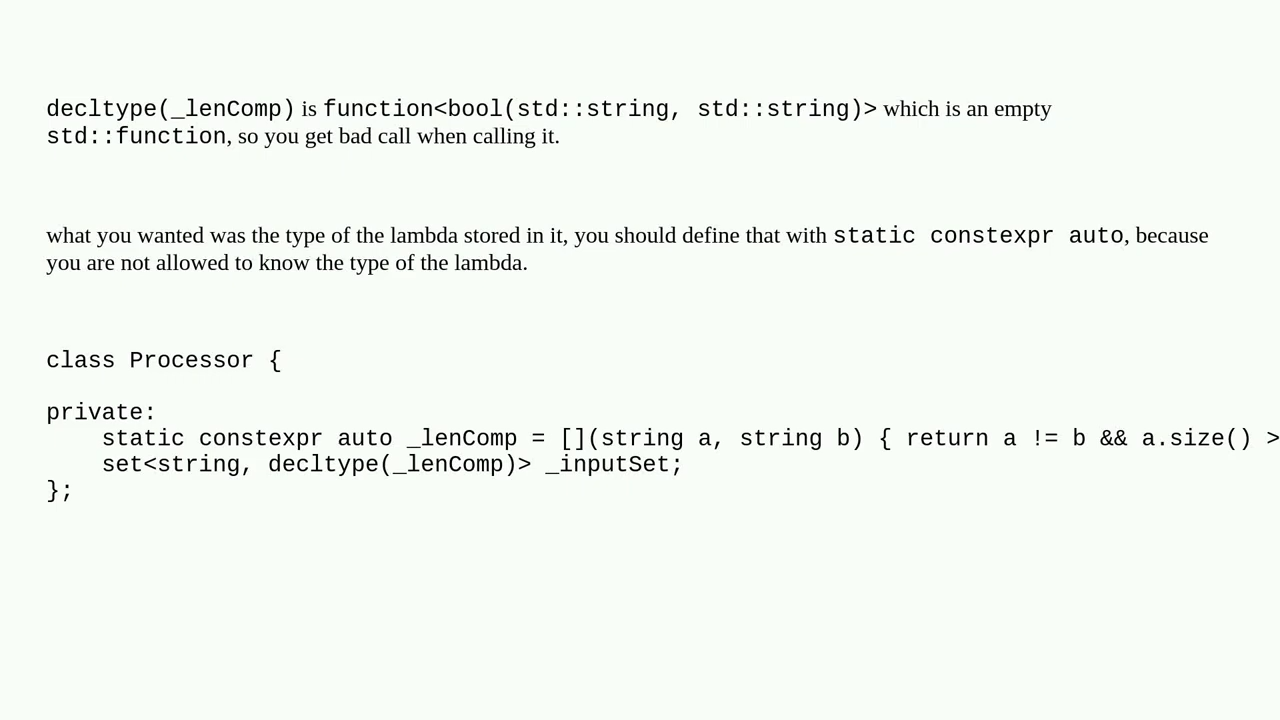 decltype(_lenComp) is function<bool(std::string, std::string)> which is an empty
std::function, so you get bad call when calling it.
what you wanted was the type of the lambda stored in it, you should define that with static constexpr auto, because
you are not allowed to know the type of the lambda.
class Processor {
private:
    static constexpr auto _lenComp = [](string a, string b) { return a != b && a.size() >
    set<string, decltype(_lenComp)> _inputSet;
};